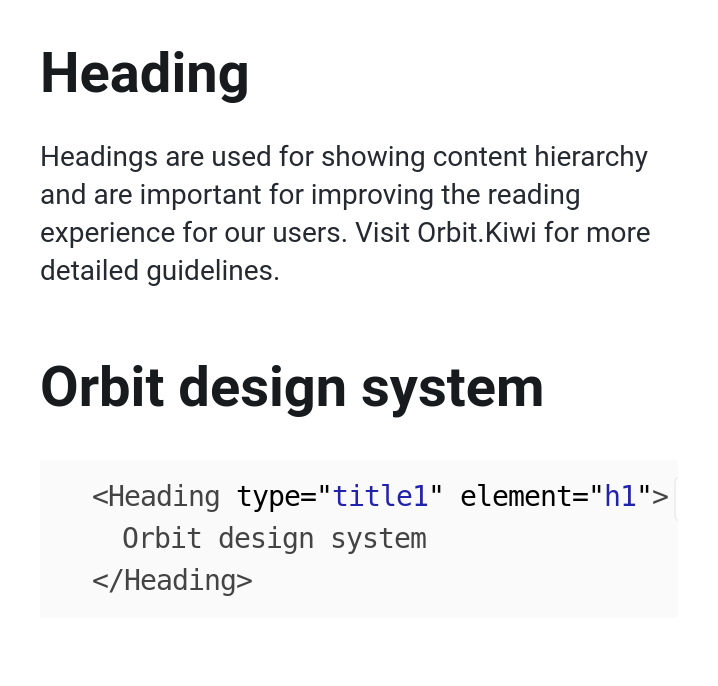 Heading
Headings are used for showing content hierarchy
and are important for improving the reading
experience for our users. Visit Orbit.Kiwi for more
detailed guidelines.
Orbit design system
<Heading type="title1" element="h1">
  Orbit design system
</Heading>